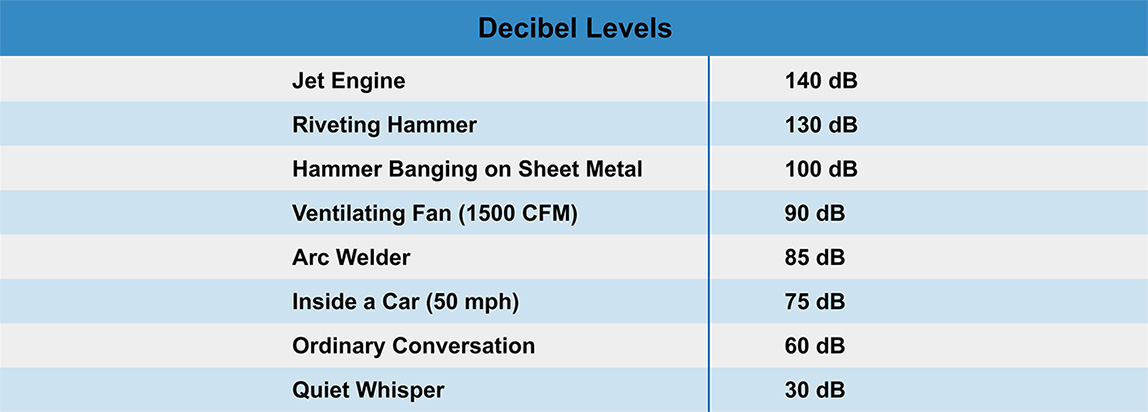 Decibel Levels
Jet Engine 140 dB
Riveting Hammer 130 dB
Hammer Banging on Sheet Metal 100 dB
Ventilating Fan (1500 CFM) 90 dB
Arc Welder 85 dB
Inside a Car (50 mph) 75 dB
Ordinary Conversation 60 dB
Quiet Whisper 30 dB